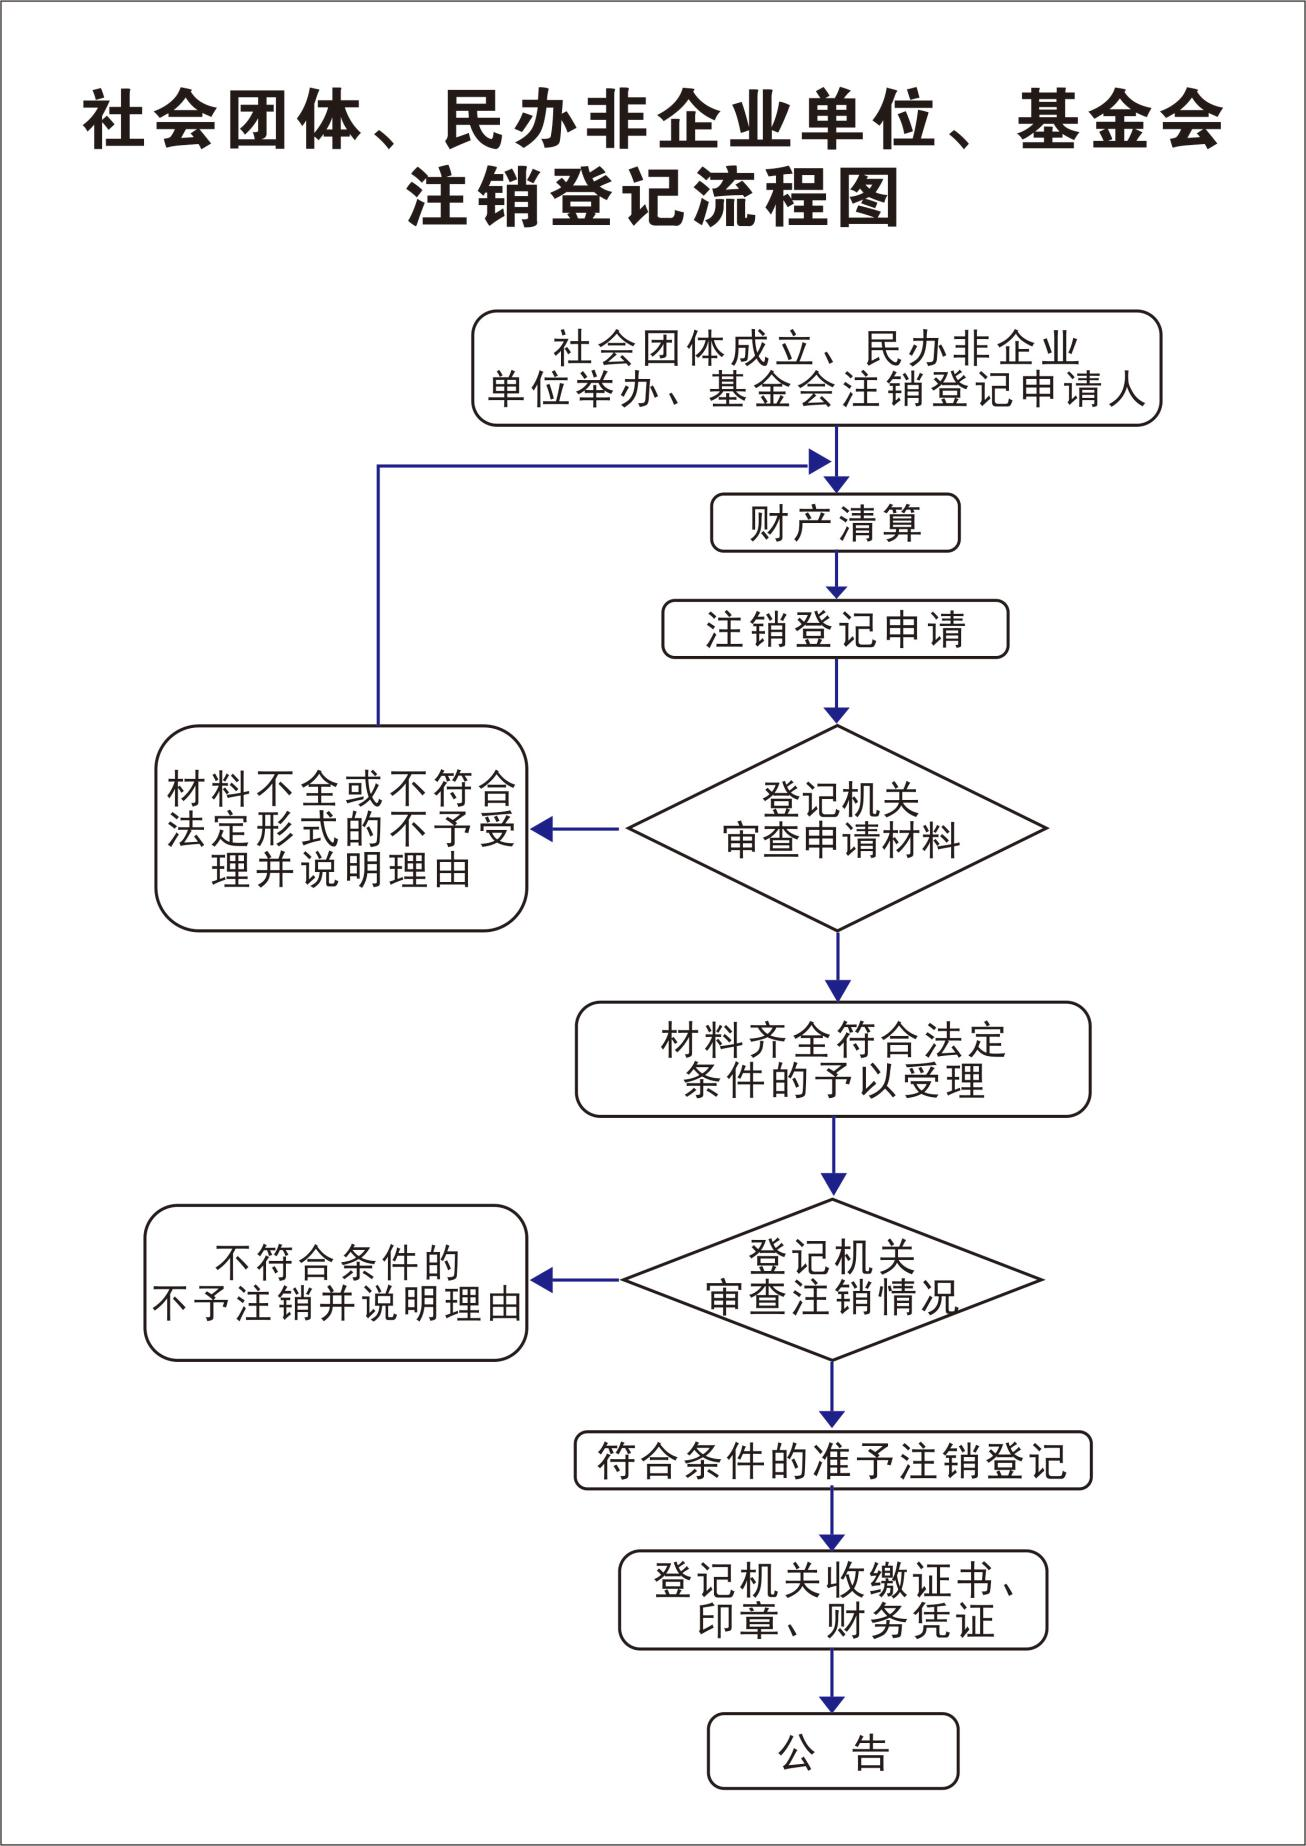 社会团体、民办非企业单位、基金会
注销登记流程图
社会团体成立、民办非企业
单位举办、基金会注销登记申请人
财产清算
注销登记申请
材料不全或不符合
法定形式的不予受
理并说明理由
登记机关
审查申请材料
材料齐全符合法定
条件的予以受理
不符合条件的
不予注销并说明理由
登记机关
审查注销情况
符合条件的准予注销登记
登记机关收缴证书、
印章、财务凭证
公 告